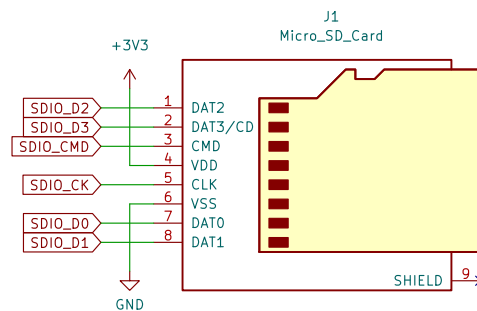 J1
Micro_SD_Card
+3V3
SDIO_D2 1 DAT2
SDIO_D3 2 DAT3/CD
SDIO_CMD 3 CMD
4 VDD
SDIO_CK 5 CLK
6 VSS
SDIO_D0 7 DAT0
SDIO_D1 8 DAT1
SHIELD 9
GND